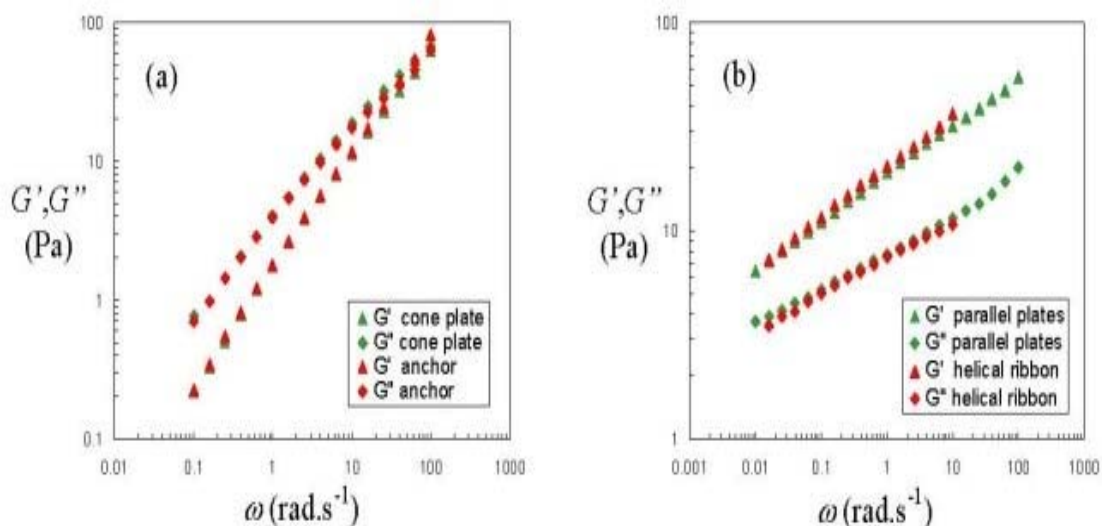 (a)
100
10
1
0.1
G',G''
(Pa)
G' cone plate
G" cone plate
G' anchor
G" anchor
0.01 0.1 1 10 100 1000
ω (rad.s⁻¹)
(b)
100
10
1
G',G''
(Pa)
G' parallel plates
G" parallel plates
G' helical ribbon
G" helical ribbon
0.001 0.01 0.1 1 10 100 1000
ω (rad.s⁻¹)